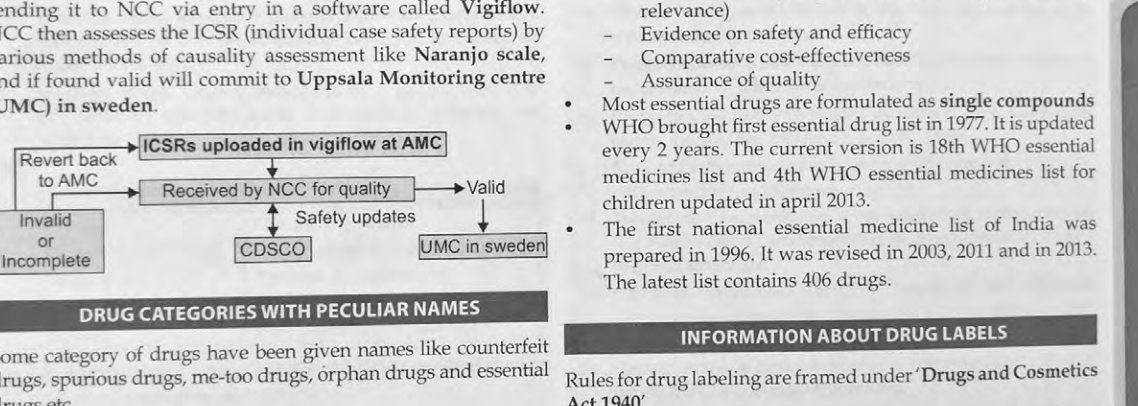 ending it to NCC via entry in a software called Vigiflow.
NCC then assesses the ICSR (individual case safety reports) by
various methods of causality assessment like Naranjo scale,
and if found valid will commit to Uppsala Monitoring centre
(UMC) in sweden.
ICSRs uploaded in vigiflow at AMC
Revert back
to AMC
Received by NCC for quality
Valid
Invalid
or
Incomplete
Safety updates
CDSCO
UMC in sweden
DRUG CATEGORIES WITH PECULIAR NAMES
ome category of drugs have been given names like counterfeit
drugs, spurious drugs, me-too drugs, orphan drugs and essential
drugs etc
relevance)
- Evidence on safety and efficacy
- Comparative cost-effectiveness
- Assurance of quality
• Most essential drugs are formulated as single compounds
• WHO brought first essential drug list in 1977. It is updated
every 2 years. The current version is 18th WHO essential
medicines list and 4th WHO essential medicines list for
children updated in april 2013.
• The first national essential medicine list of India was
prepared in 1996. It was revised in 2003, 2011 and in 2013.
The latest list contains 406 drugs.
INFORMATION ABOUT DRUG LABELS
Rules for drug labeling are framed under 'Drugs and Cosmetics
Act 1940'